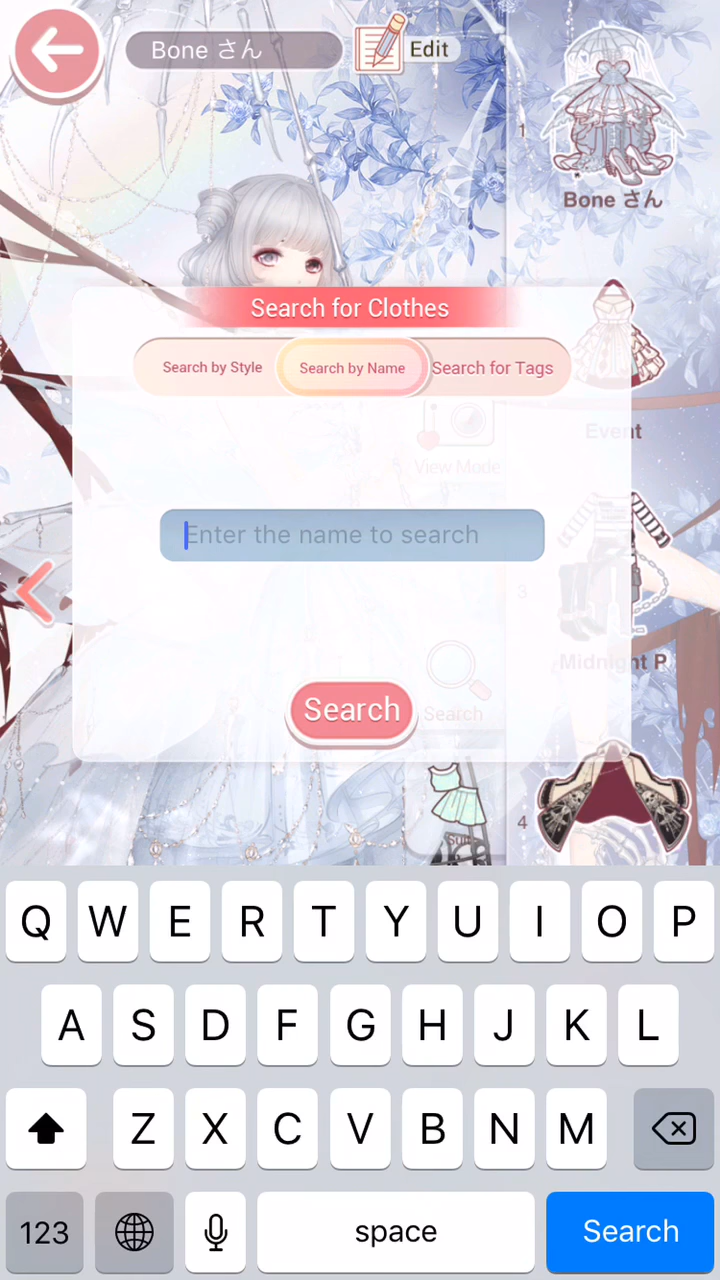 Bone さん
Edit
1
Bone さん
Search for Clothes
Search by Style
Search by Name
Search for Tags
Event
View Mode
Enter the name to search
3
Midnight P
Search
Search
4
Q W E R T Y U I O P
A S D F G H J K L
Z X C V B N M
123
space
Search